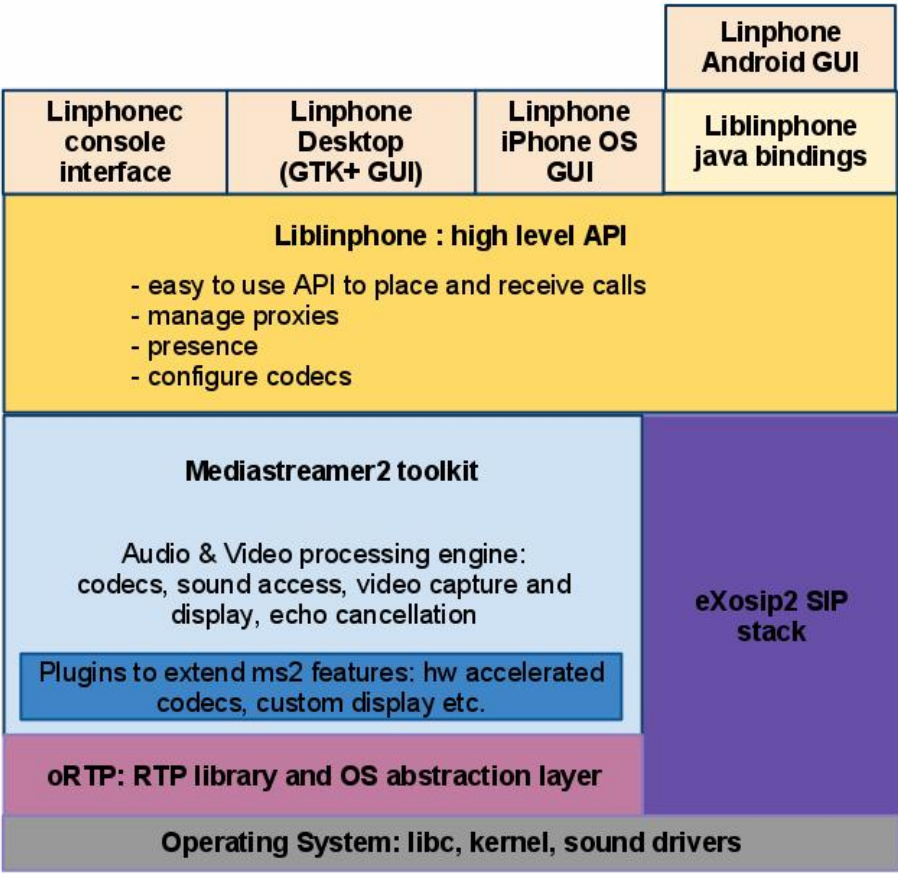 Linphone
Android GUI
Linphonec
console
interface
Linphone
Desktop
(GTK+ GUI)
Linphone
iPhone OS
GUI
Liblinphone
java bindings
Liblinphone : high level API
- easy to use API to place and receive calls
- manage proxies
- presence
- configure codecs
Mediastreamer2 toolkit
Audio & Video processing engine:
codecs, sound access, video capture and
display, echo cancellation
Plugins to extend ms2 features: hw accelerated
codecs, custom display etc.
eXosip2 SIP
stack
oRTP: RTP library and OS abstraction layer
Operating System: libc, kernel, sound drivers